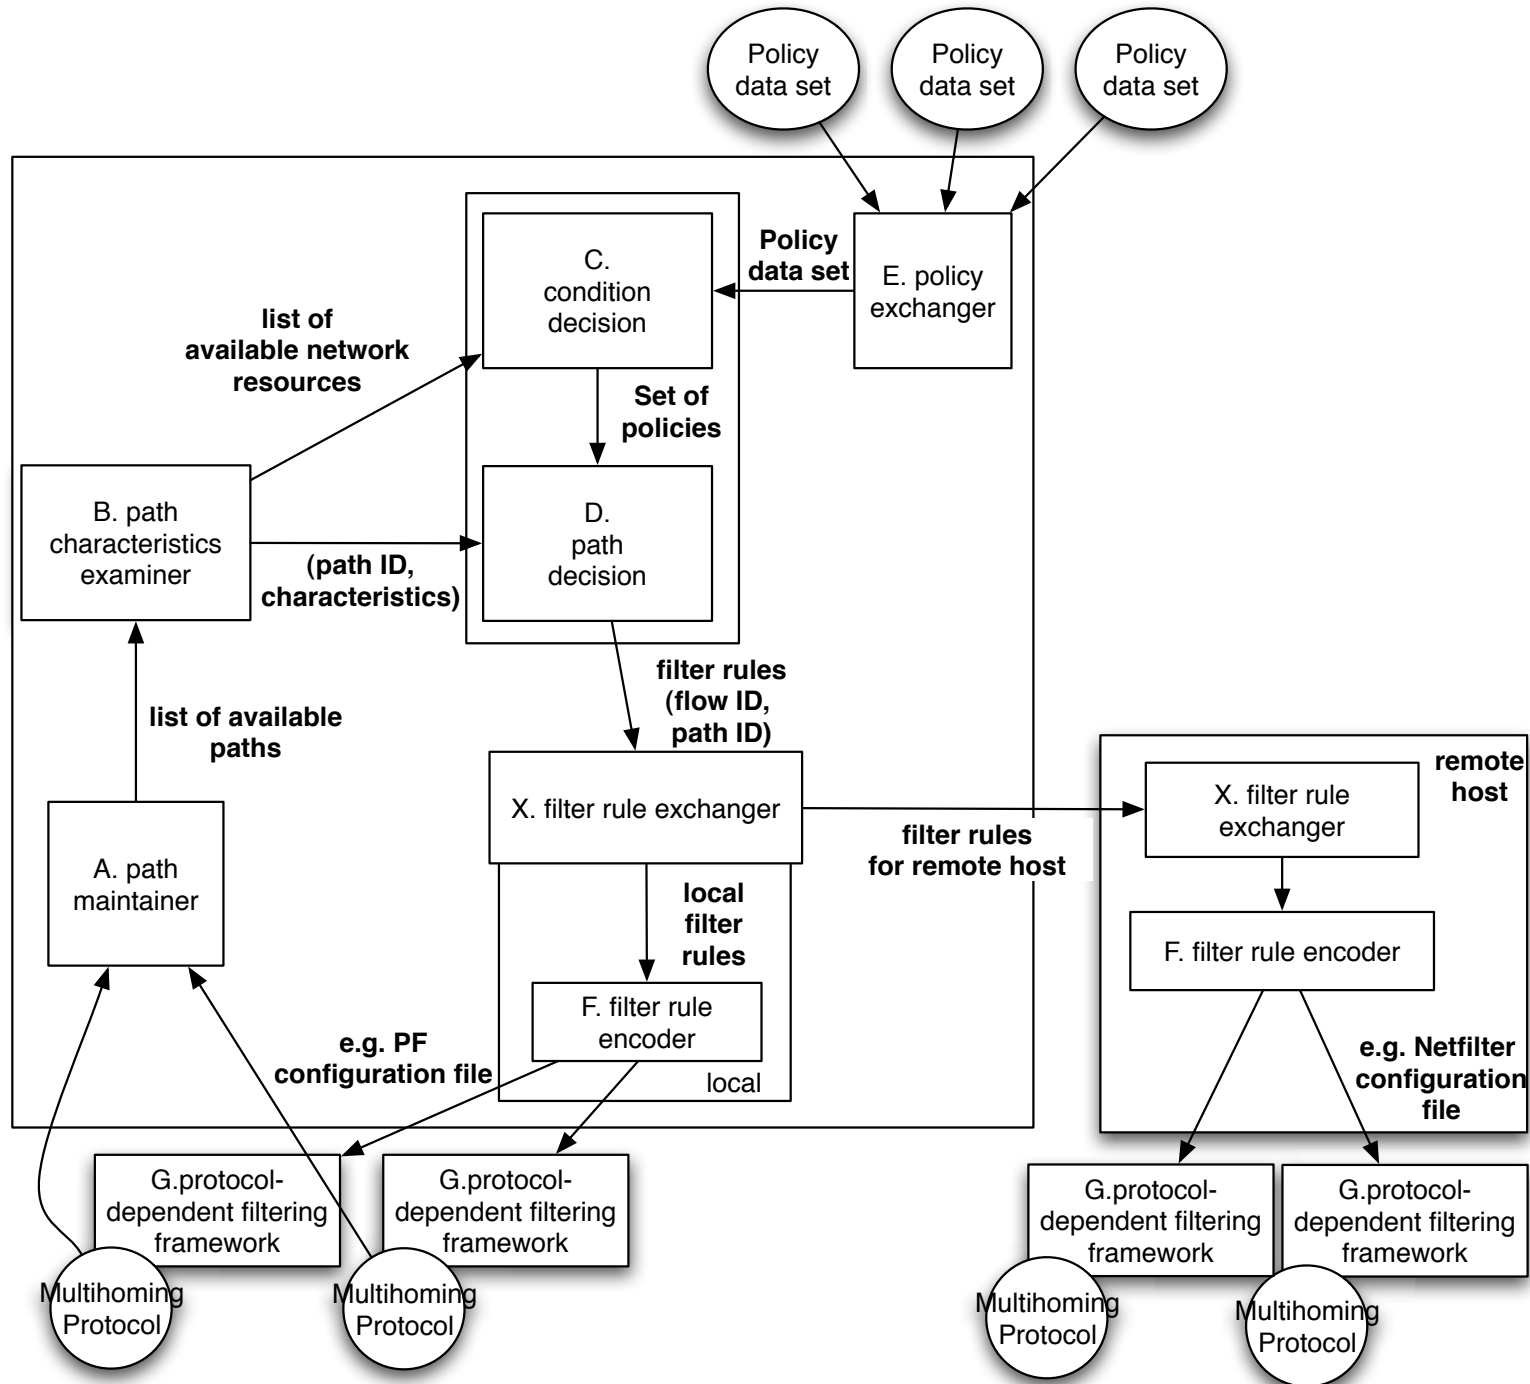 Policy
data set
Policy
data set
Policy
data set
C.
condition
decision
Policy
data set
E. policy
exchanger
list of
available network
resources
Set of
policies
B. path
characteristics
examiner
(path ID,
characteristics)
D.
path
decision
filter rules
(flow ID,
path ID)
list of available
paths
X. filter rule exchanger
filter rules
for remote host
remote
host
X. filter rule
exchanger
A. path
maintainer
local
filter
rules
F. filter rule encoder
F. filter rule
encoder
local
e.g. PF
configuration file
e.g. Netfilter
configuration
file
G.protocol-
dependent filtering
framework
G.protocol-
dependent filtering
framework
G.protocol-
dependent filtering
framework
G.protocol-
dependent filtering
framework
Multihoming
Protocol
Multihoming
Protocol
Multihoming
Protocol
Multihoming
Protocol